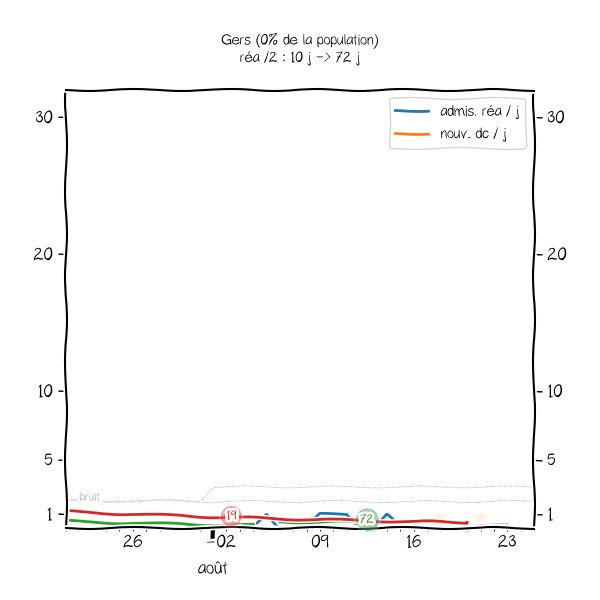 Gers (0% de la population)
réa /2 : 10 j -> 72 j
admis. réa / j
nouv. dc / j
30
30
20
20
10
10
5
5
bruit
1
19
72
1
26
02
09
16
23
août